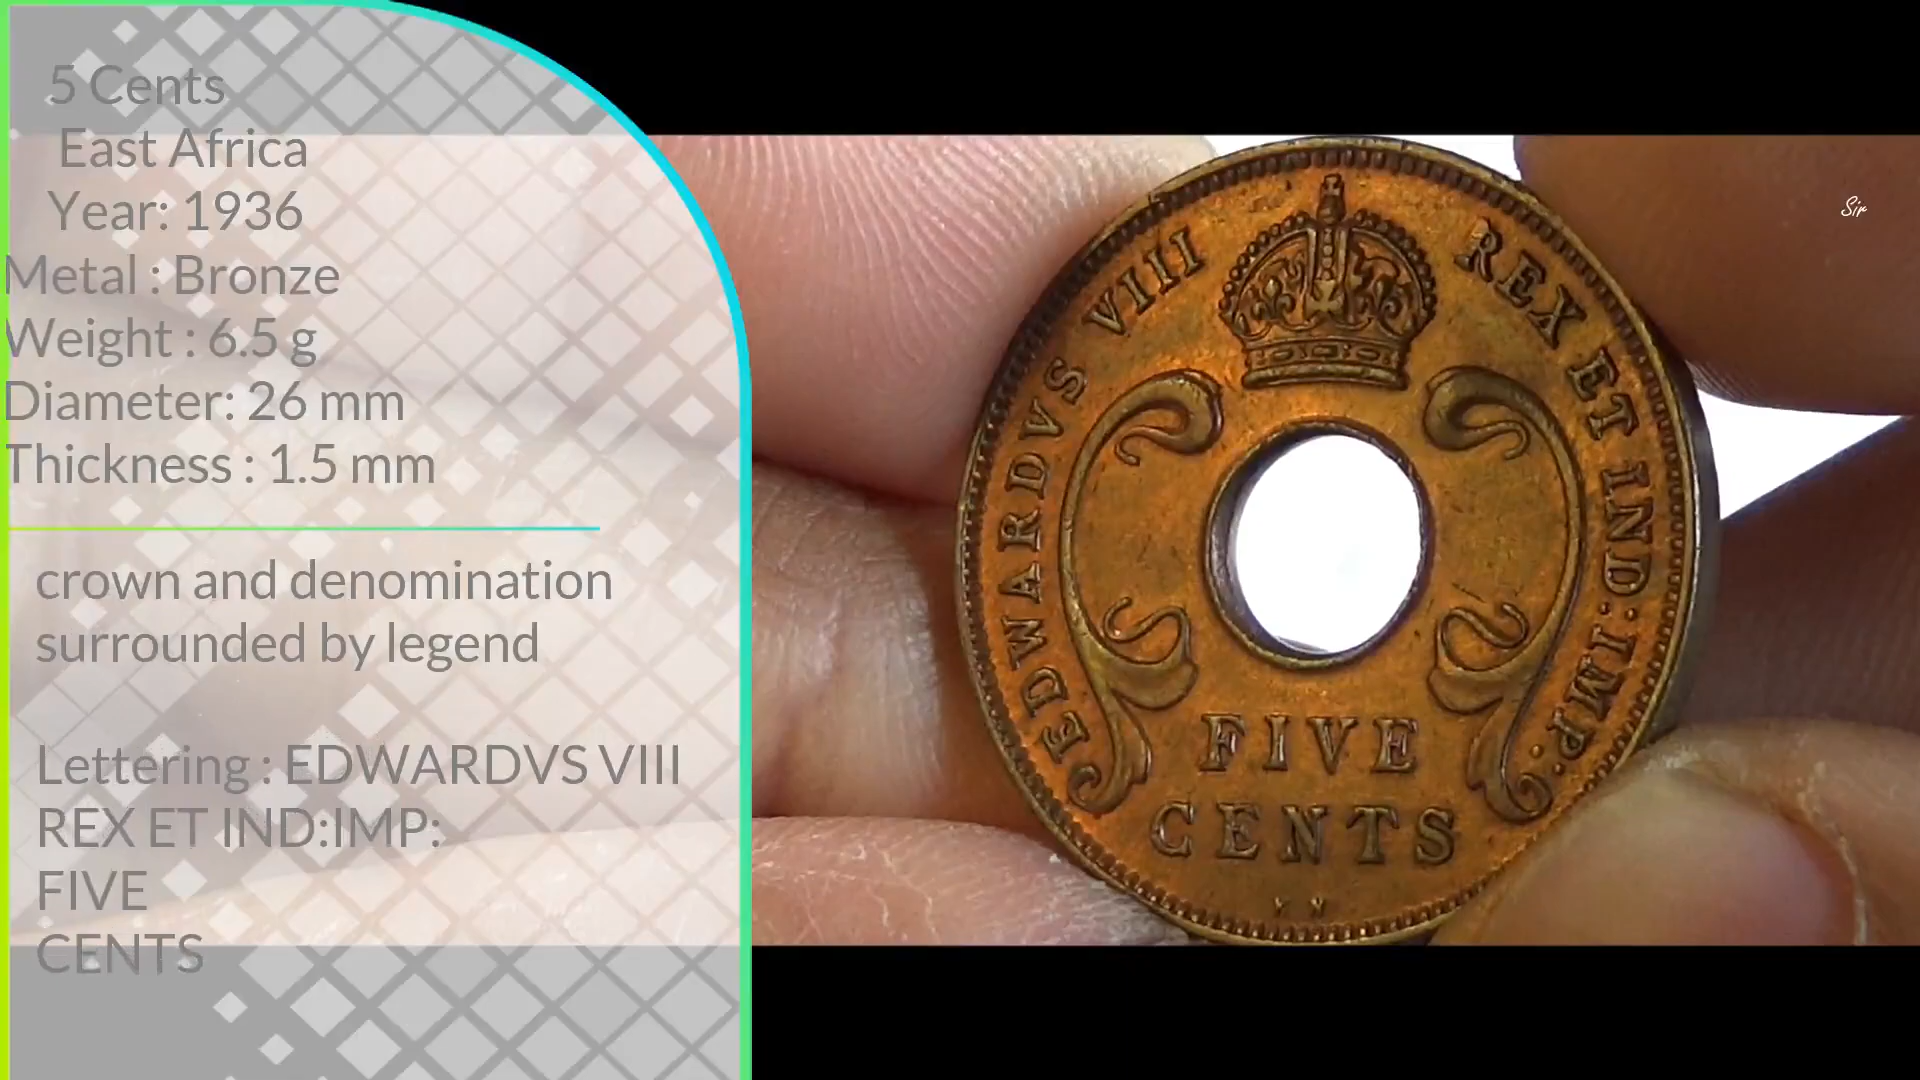 5 Cents
East Africa
Year: 1936
Metal : Bronze
Weight : 6.5 g
Diameter: 26 mm
Thickness : 1.5 mm
crown and denomination
surrounded by legend
Lettering : EDWARDVS VIII
REX ET IND:IMP:
FIVE
CENTS
EDWARDVS VIII REX ET IND:IMP:
FIVE
CENTS
KN
Sir